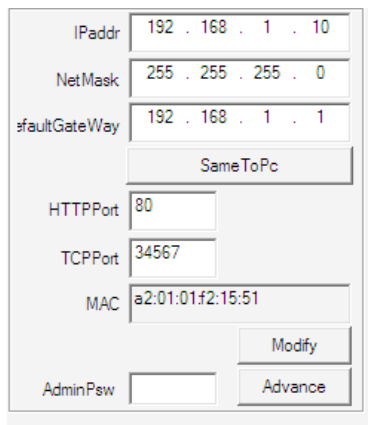 IPaddr 192 . 168 . 1 . 10
NetMask 255 . 255 . 255 . 0
efaultGateWay 192 . 168 . 1 . 1
SameToPc
HTTPPort 80
TCPPort 34567
MAC a2:01:01:f2:15:51
Modify
AdminPsw Advance